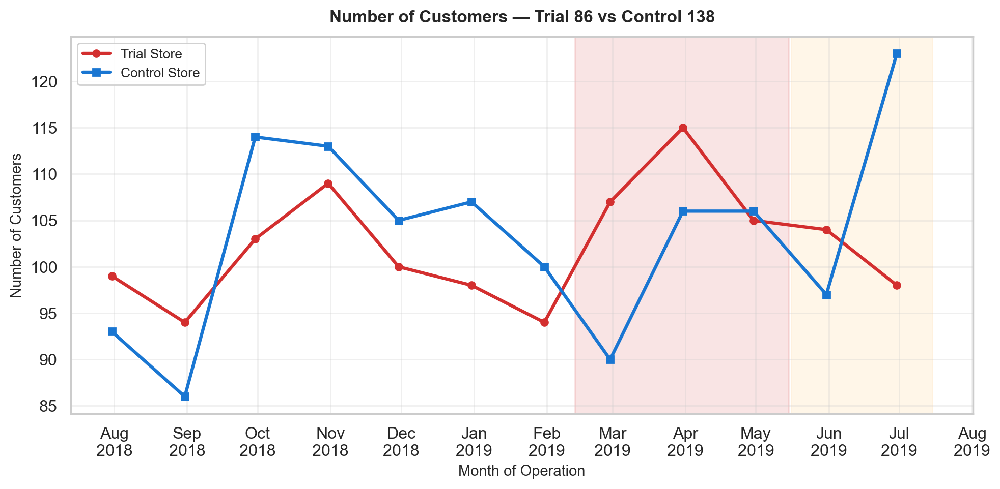 Number of Customers — Trial 86 vs Control 138
Trial Store
Control Store
Number of Customers
120
115
110
105
100
95
90
85
Aug 2018
Sep 2018
Oct 2018
Nov 2018
Dec 2018
Jan 2019
Feb 2019
Mar 2019
Apr 2019
May 2019
Jun 2019
Jul 2019
Aug 2019
Month of Operation